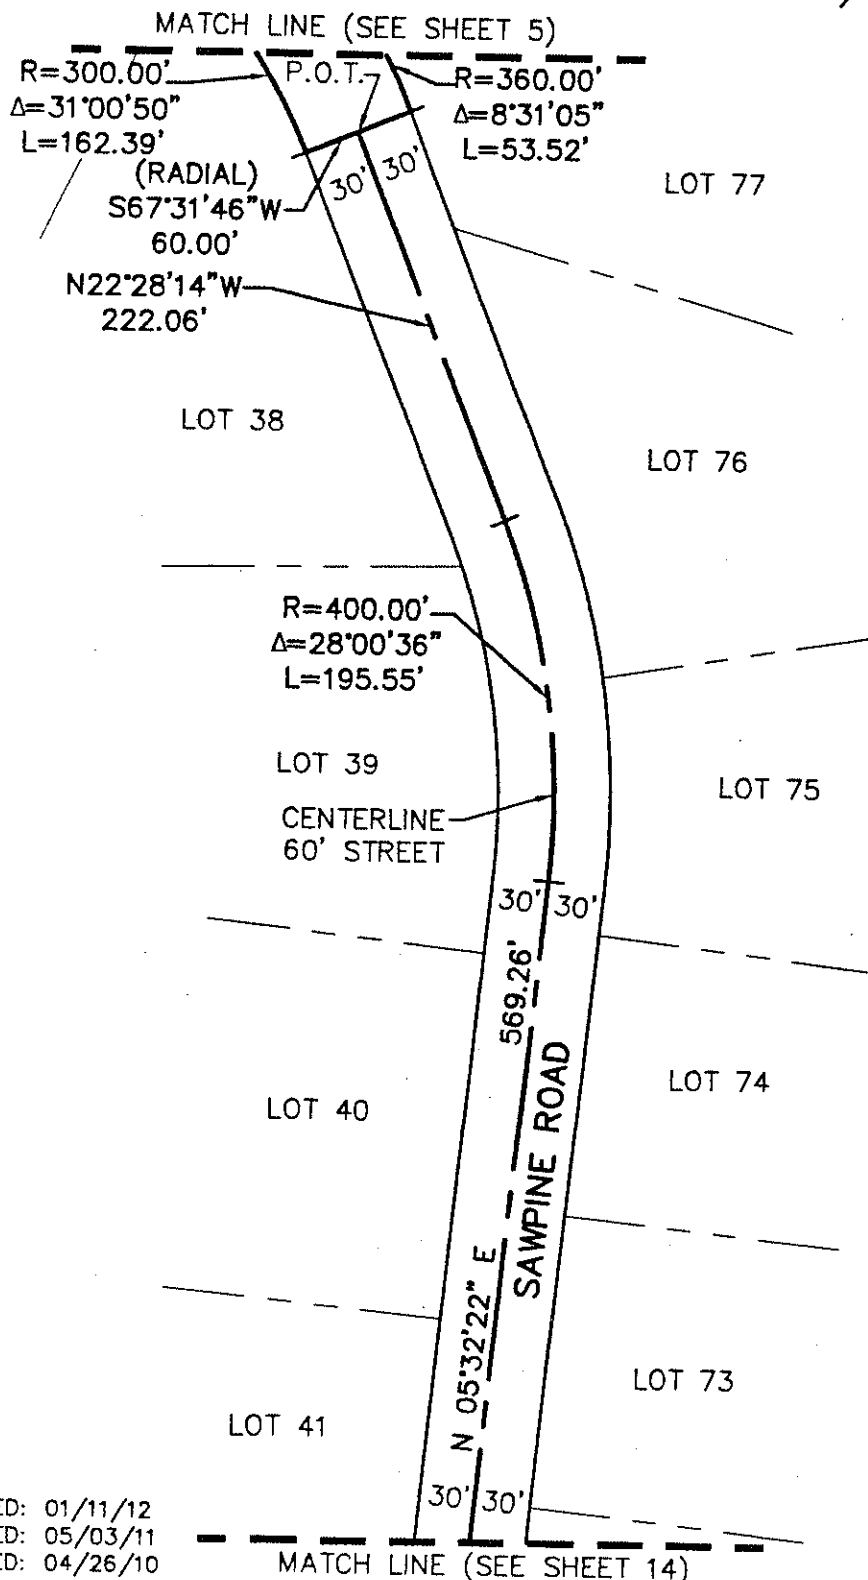 MATCH LINE (SEE SHEET 5)
R=300.00'
Δ=31°00'50"
L=162.39'
P.O.T.
R=360.00'
Δ=8°31'05"
L=53.52'
(RADIAL)
S67°31'46"W
60.00'
30' 30'
LOT 77
N22°28'14"W
222.06'
LOT 38
LOT 76
R=400.00'
Δ=28°00'36"
L=195.55'
LOT 39
LOT 75
CENTERLINE
60' STREET
30' 30'
569.26'
LOT 74
LOT 40
SAWPINE ROAD
N 05°32'22" E
LOT 73
LOT 41
30' 30'
ED: 01/11/12
ED: 05/03/11
ED: 04/26/10
MATCH LINE (SEE SHEET 14)